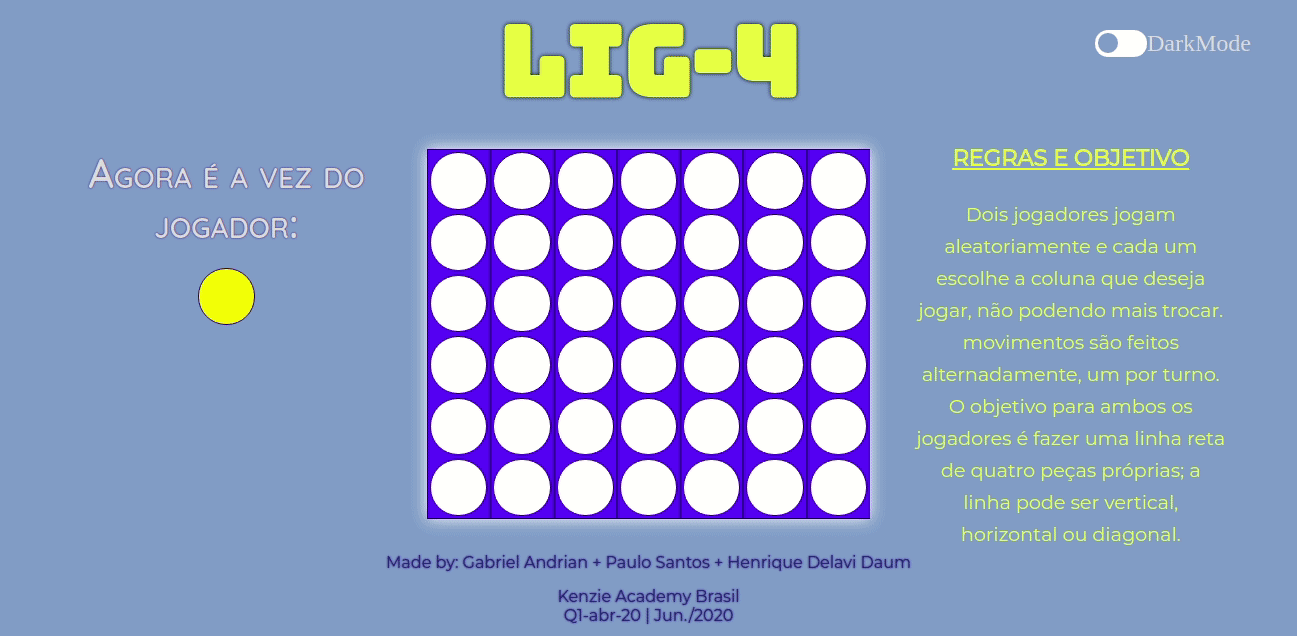 LIG-4
DarkMode
Agora é a vez do
jogador:
REGRAS E OBJETIVO
Dois jogadores jogam
aleatoriamente e cada um
escolhe a coluna que deseja
jogar, não podendo mais trocar.
movimentos são feitos
alternadamente, um por turno.
O objetivo para ambos os
jogadores é fazer uma linha reta
de quatro peças próprias; a
linha pode ser vertical,
horizontal ou diagonal.
Made by: Gabriel Andrian + Paulo Santos + Henrique Delavi Daum
Kenzie Academy Brasil
Q1-abr-20 | Jun./2020